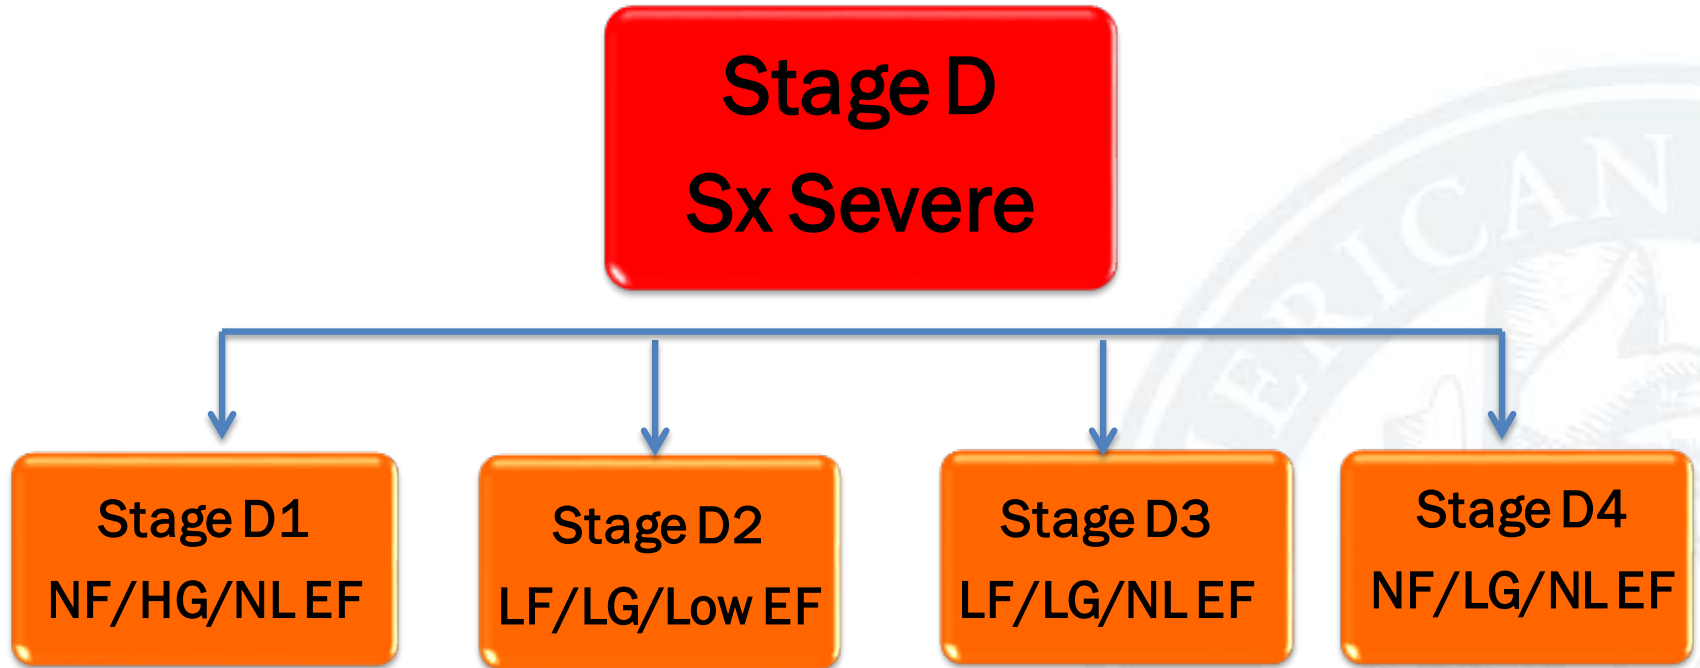 Stage D
Sx Severe
ERICAN
Stage D1
NF/HG/NL EF
Stage D2
LF/LG/Low EF
Stage D3
LF/LG/NL EF
Stage D4
NF/LG/NL EF